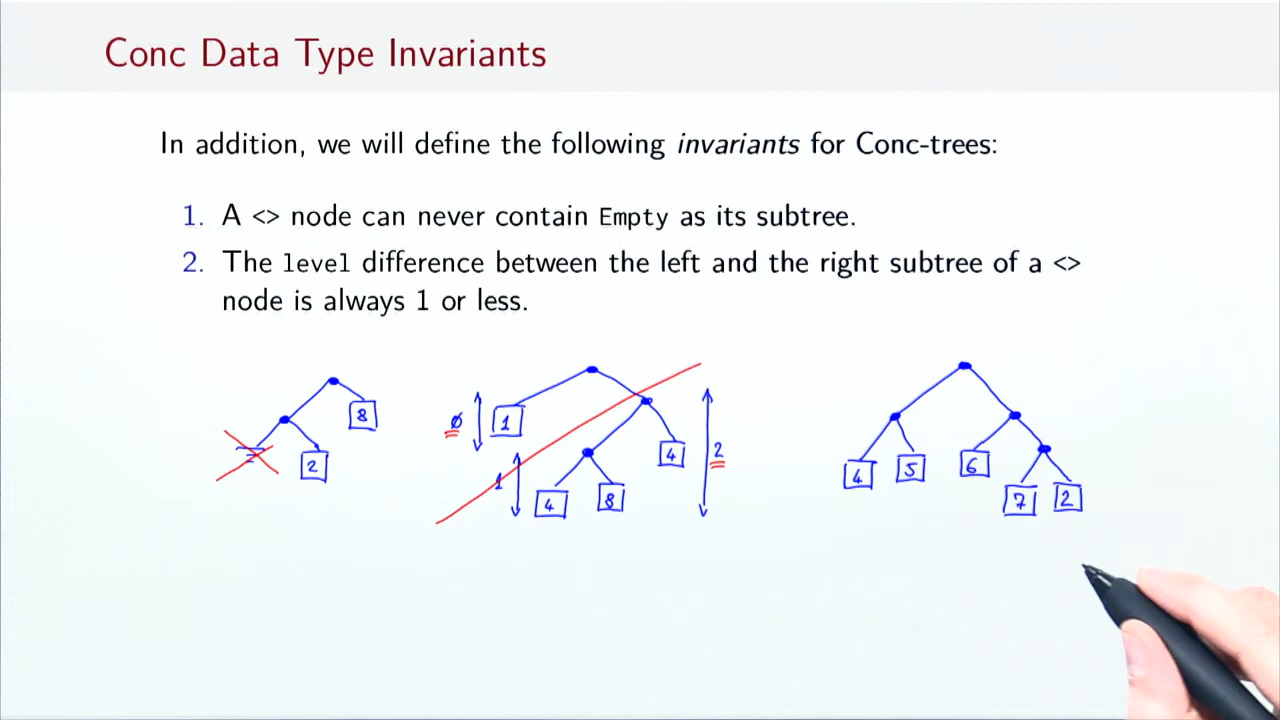 Conc Data Type Invariants
In addition, we will define the following invariants for Conc-trees:
1. A <> node can never contain Empty as its subtree.
2. The level difference between the left and the right subtree of a <>
node is always 1 or less.
8
2
0 1
4 2
1
4 8
4 5 6
7 2